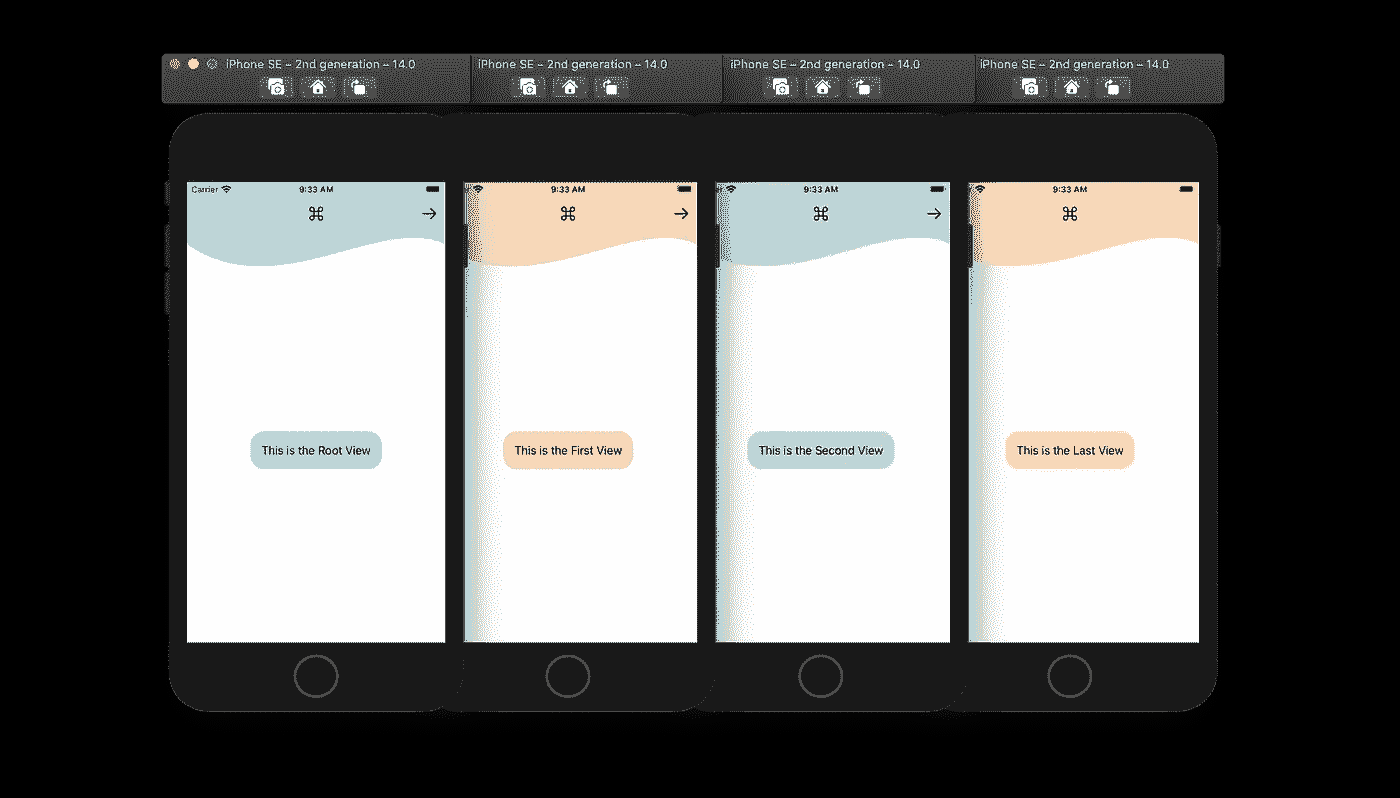 iPhone SE – 2nd generation – 14.0
iPhone SE – 2nd generation – 14.0
iPhone SE – 2nd generation – 14.0
iPhone SE – 2nd generation – 14.0
Carrier 9:33 AM
9:33 AM
9:33 AM
9:33 AM
This is the Root View
This is the First View
This is the Second View
This is the Last View